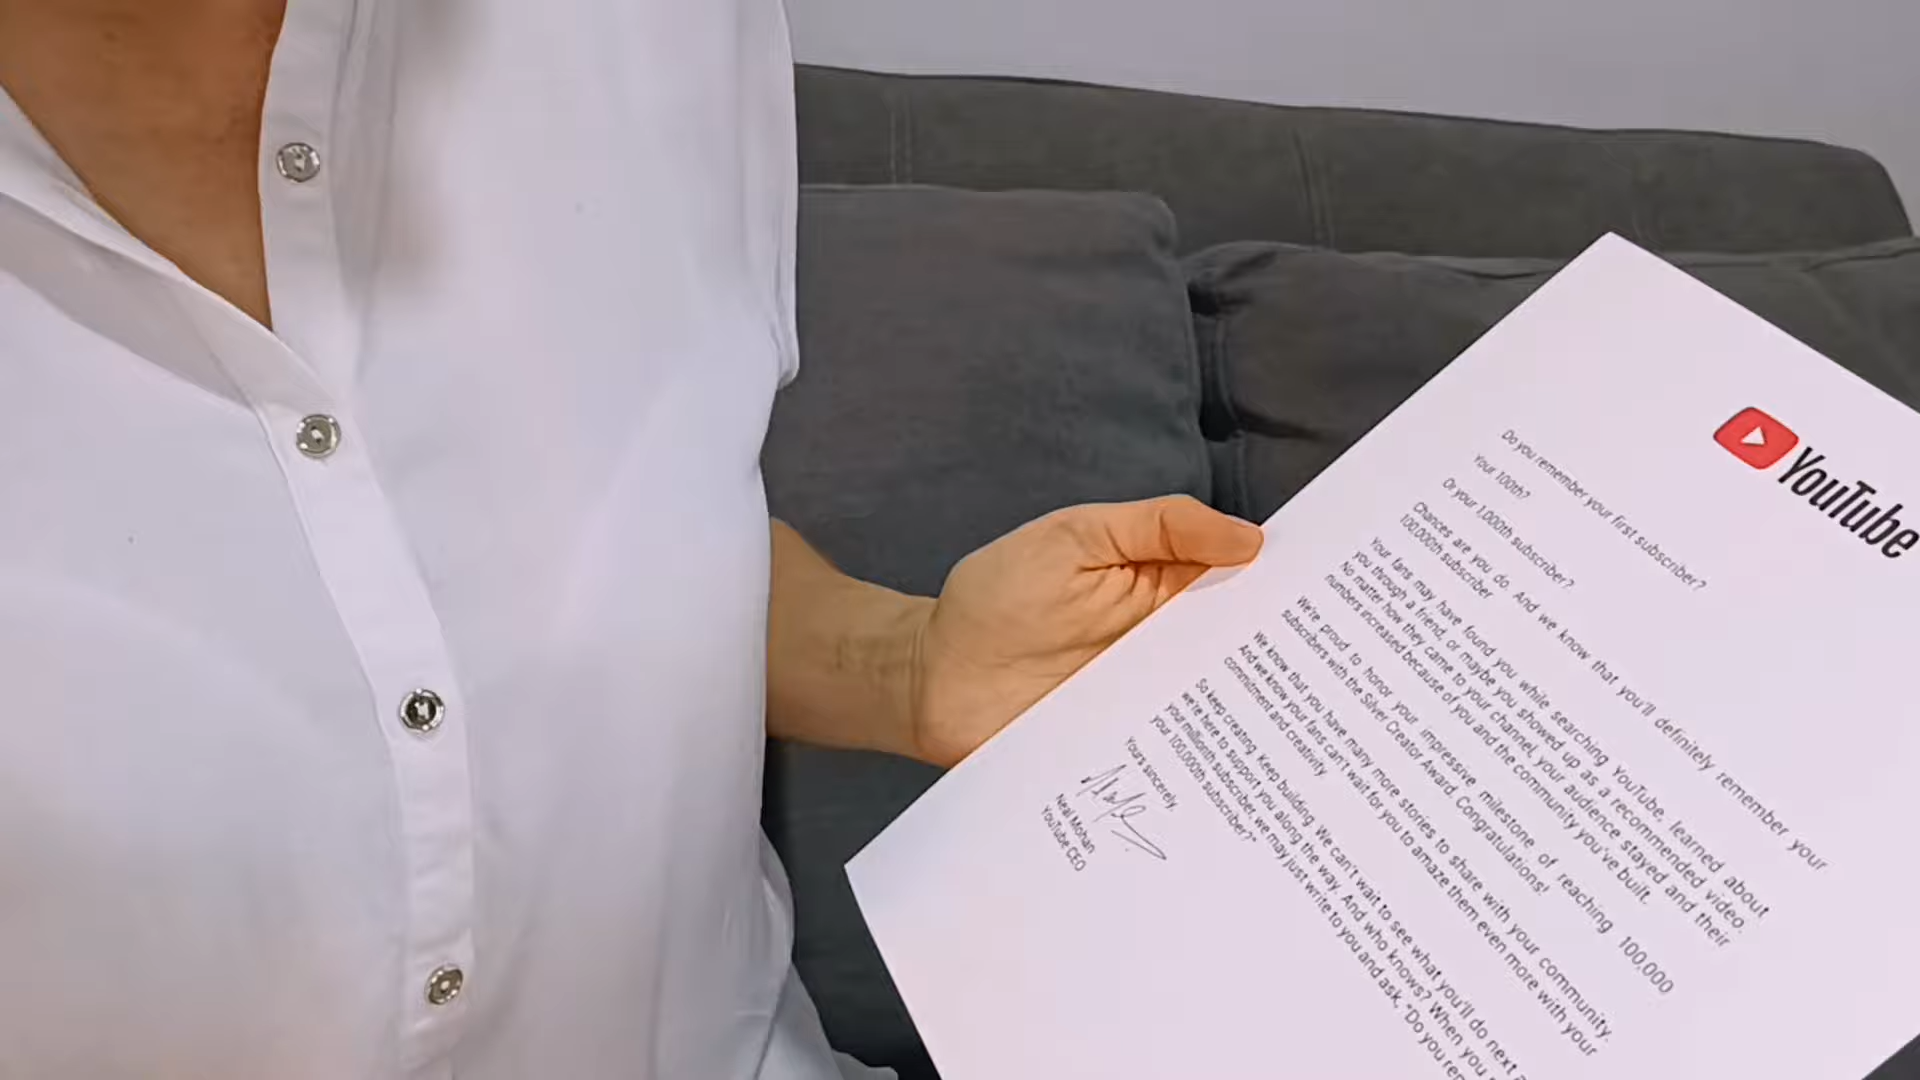 YouTube
Do you remember your first subscriber?
Your 100th?
Or your 1,000th subscriber?
Chances are you do. And we know that you'll definitely remember your
100,000th subscriber
Your fans may have found you while searching YouTube, learned about
you through a friend, or maybe you showed up as a recommended video.
No matter how they came to your channel, your audience stayed and their
numbers increased because of you and the community you've built.
We're proud to honor your impressive milestone of reaching 100,000
subscribers with the Silver Creator Award. Congratulations!
We know that you have many more stories to share with your community.
And we know your fans can't wait for you to amaze them even more with your
commitment and creativity
So keep creating. Keep building. We can't wait to see what you'll do next
we're here to support you along the way. And who knows? When you
your millionth subscriber, we may just write to you and ask, "Do you
your 100,000th subscriber?"
Yours sincerely,
Neal Mohan
YouTube CEO